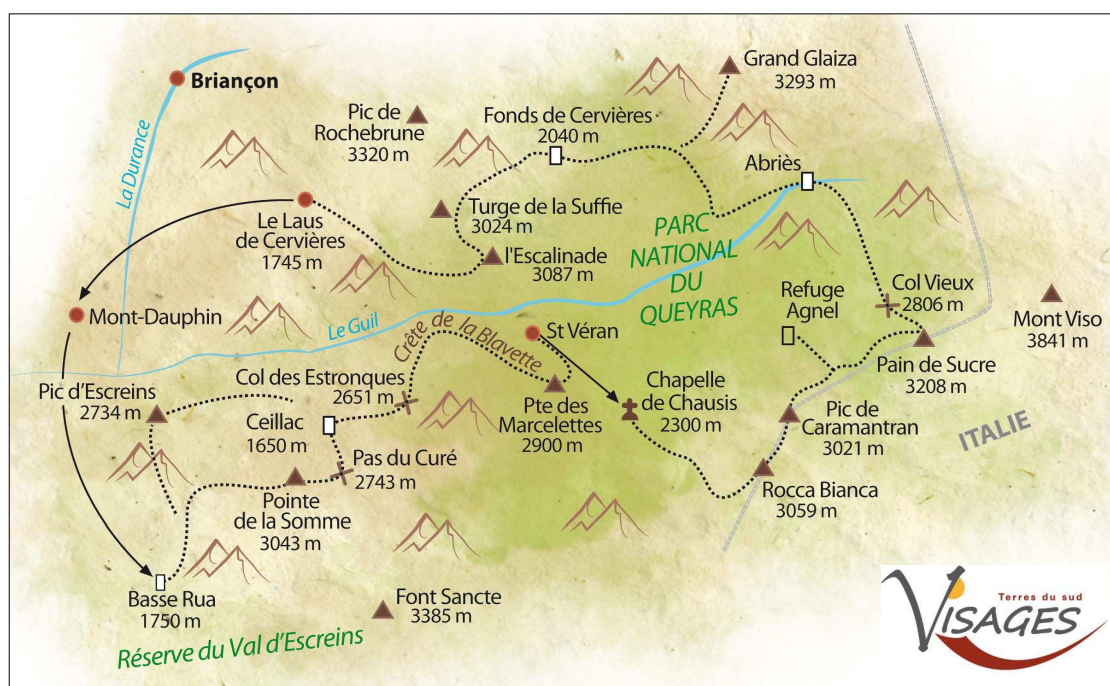 Briançon
La Durance
Pic de
Rochebrune
3320 m
Fonds de Cervières
2040 m
Grand Glaiza
3293 m
Abriès
Le Laus
de Cervières
1745 m
Turge de la Suffie
3024 m
l'Escalinade
3087 m
PARC
NATIONAL
DU
QUEYRAS
Mont-Dauphin
Le Guil
Crête de la Blavette
St Véran
Refuge
Agnel
Col Vieux
2806 m
Mont Viso
3841 m
Pain de Sucre
3208 m
Pic d'Escreins
2734 m
Col des Estronques
2651 m
Ceillac
1650 m
Pte des
Marcelettes
2900 m
Chapelle
de Chausis
2300 m
Pic de
Caramantran
3021 m
ITALIE
Pas du Curé
2743 m
Pointe
de la Somme
3043 m
Rocca Bianca
3059 m
Basse Rua
1750 m
Font Sancte
3385 m
Réserve du Val d'Escreins
Terres du sud
VISAGES